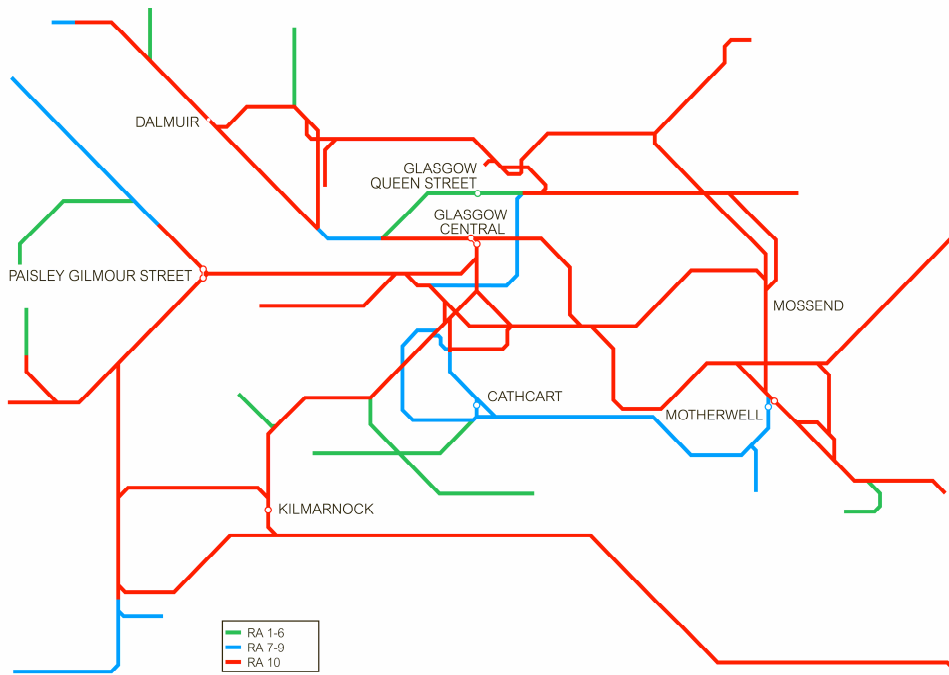 DALMUIR
GLASGOW
QUEEN STREET
GLASGOW
CENTRAL
PAISLEY GILMOUR STREET
MOSSEND
CATHCART
MOTHERWELL
KILMARNOCK
RA 1-6
RA 7-9
RA 10